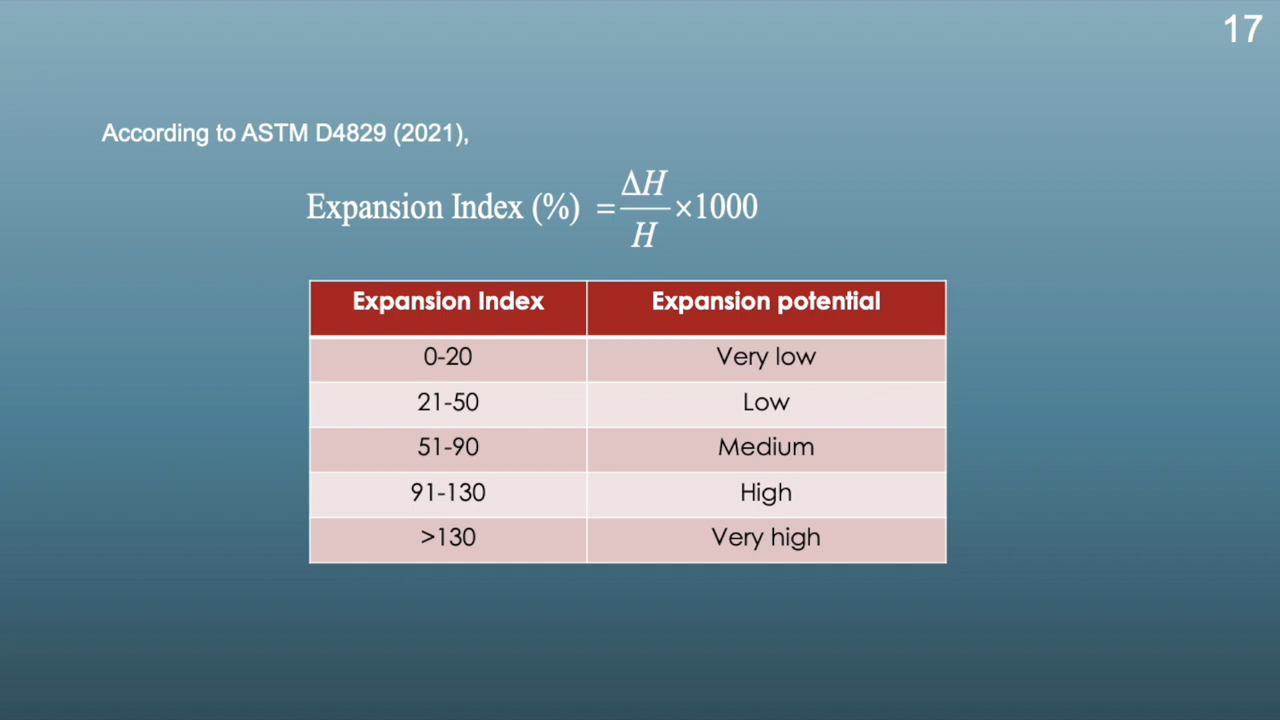 17
According to ASTM D4829 (2021),
Expansion Index (%) = ΔH/H ×1000
Expansion Index Expansion potential
0-20 Very low
21-50 Low
51-90 Medium
91-130 High
>130 Very high